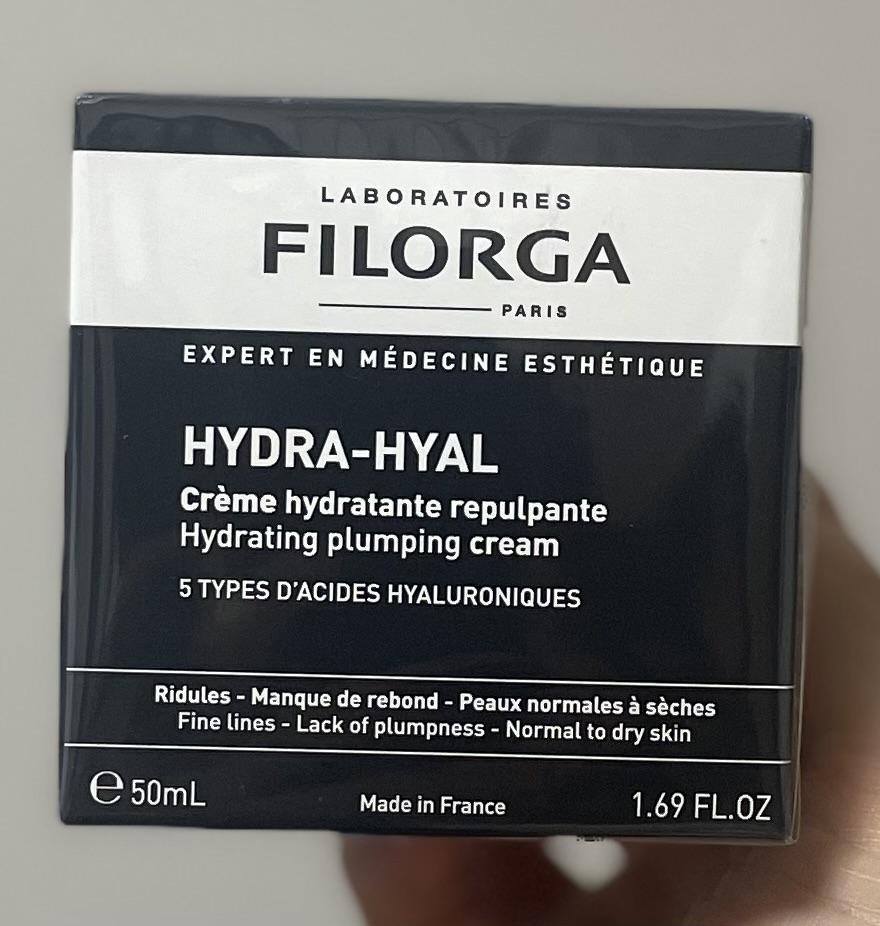 LABORATOIRES
FILORGA
PARIS
EXPERT EN MÉDECINE ESTHÉTIQUE
HYDRA-HYAL
Crème hydratante repulpante
Hydrating plumping cream
5 TYPES D'ACIDES HYALURONIQUES
Ridules - Manque de rebond - Peaux normales à sèches
Fine lines - Lack of plumpness - Normal to dry skin
℮ 50mL Made in France 1.69 FL.OZ